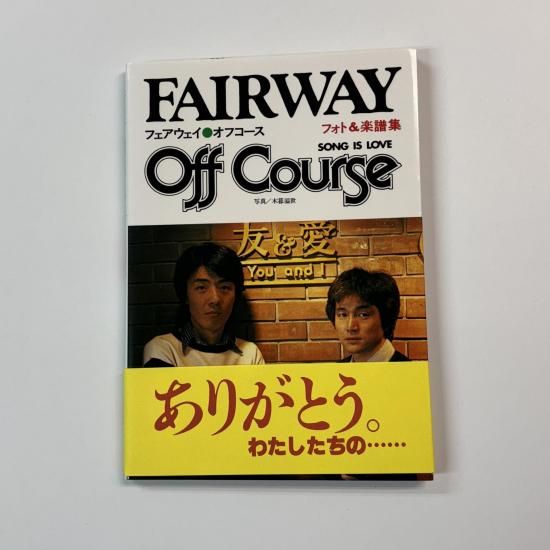 FAIRWAY
フェアウェイ●オフコース
フォト&楽譜集
SONG IS LOVE
Off Course
写真/木暮溢世
友&愛
You and I
ありがとう。
わたしたちの……